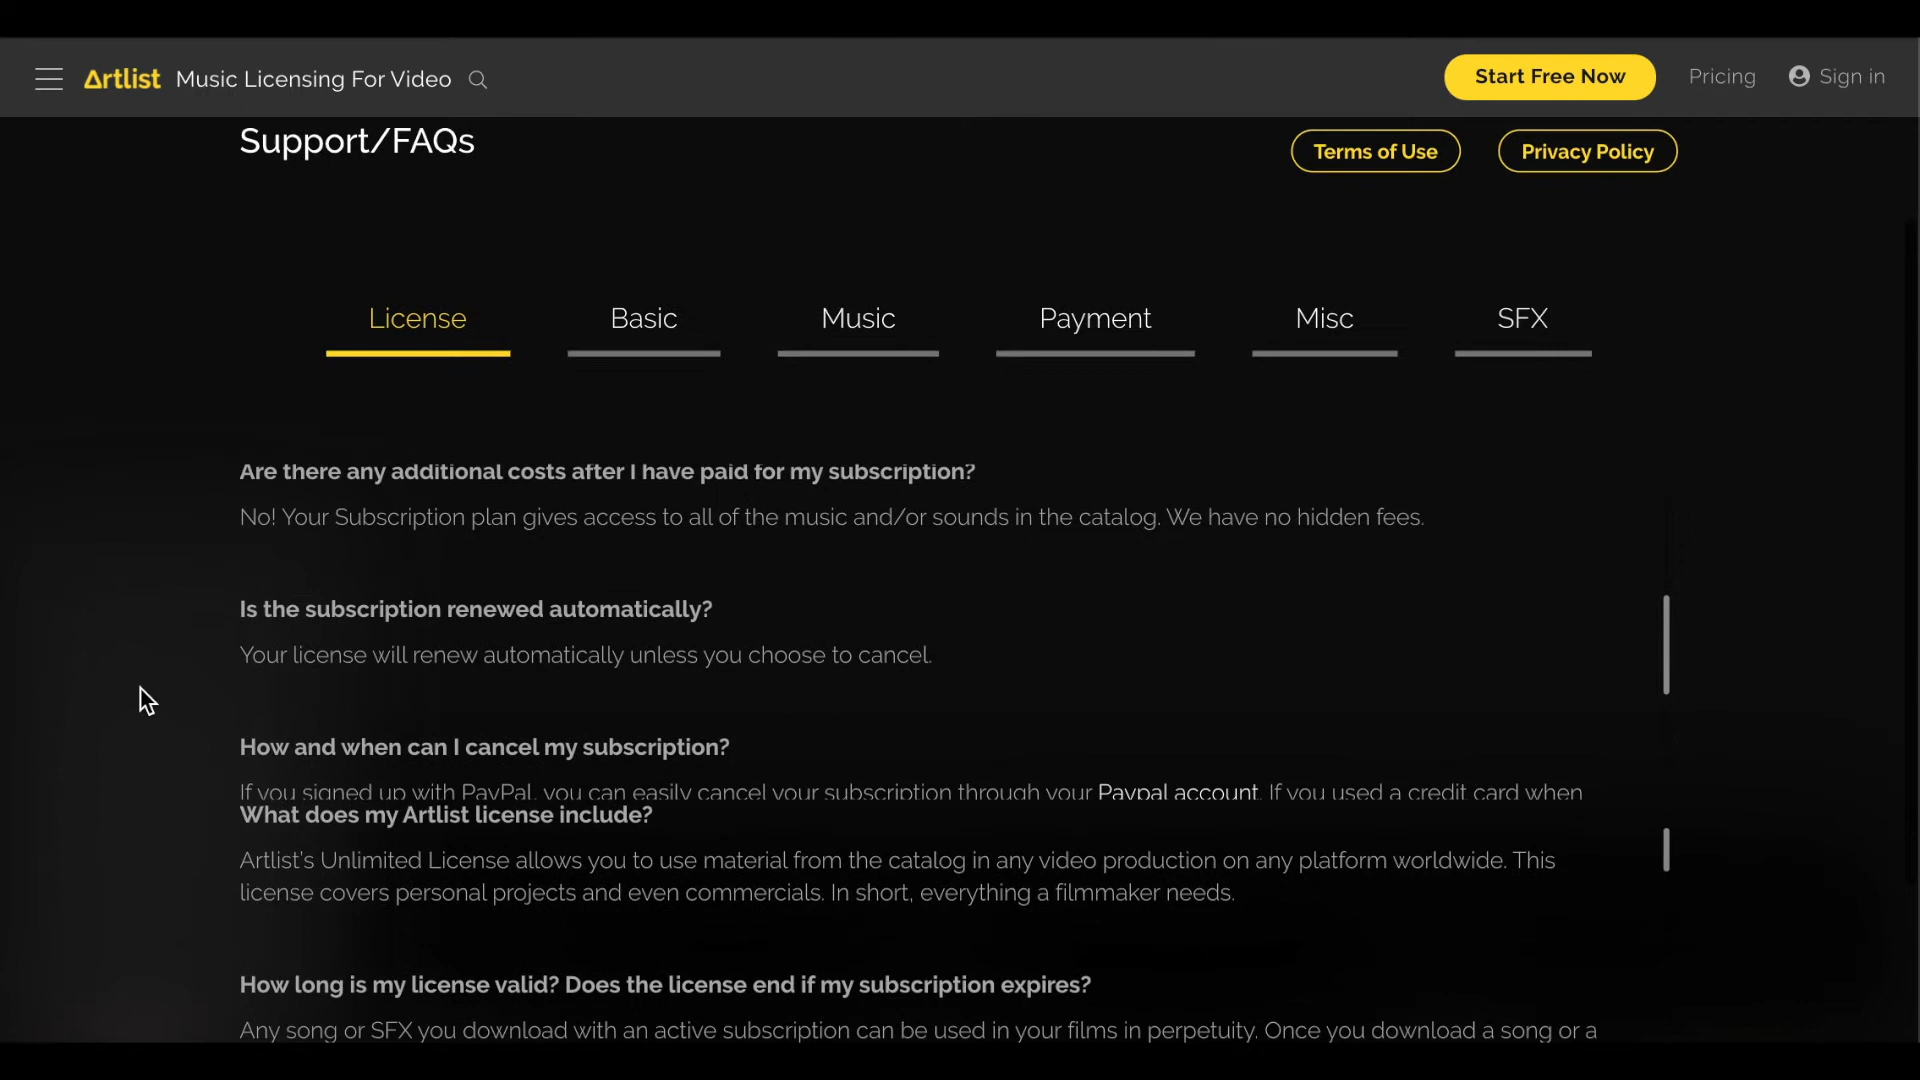 Artlist Music Licensing For Video
Start Free Now
Pricing
Sign in
Support/FAQs
Terms of Use
Privacy Policy
License
Basic
Music
Payment
Misc
SFX
Are there any additional costs after I have paid for my subscription?
No! Your Subscription plan gives access to all of the music and/or sounds in the catalog. We have no hidden fees.
Is the subscription renewed automatically?
Your license will renew automatically unless you choose to cancel.
How and when can I cancel my subscription?
If you signed up with PayPal, you can easily cancel your subscription through your Paypal account. If you used a credit card when
What does my Artlist license include?
Artlist's Unlimited License allows you to use material from the catalog in any video production on any platform worldwide. This
license covers personal projects and even commercials. In short, everything a filmmaker needs.
How long is my license valid? Does the license end if my subscription expires?
Any song or SFX you download with an active subscription can be used in your films in perpetuity. Once you download a song or a